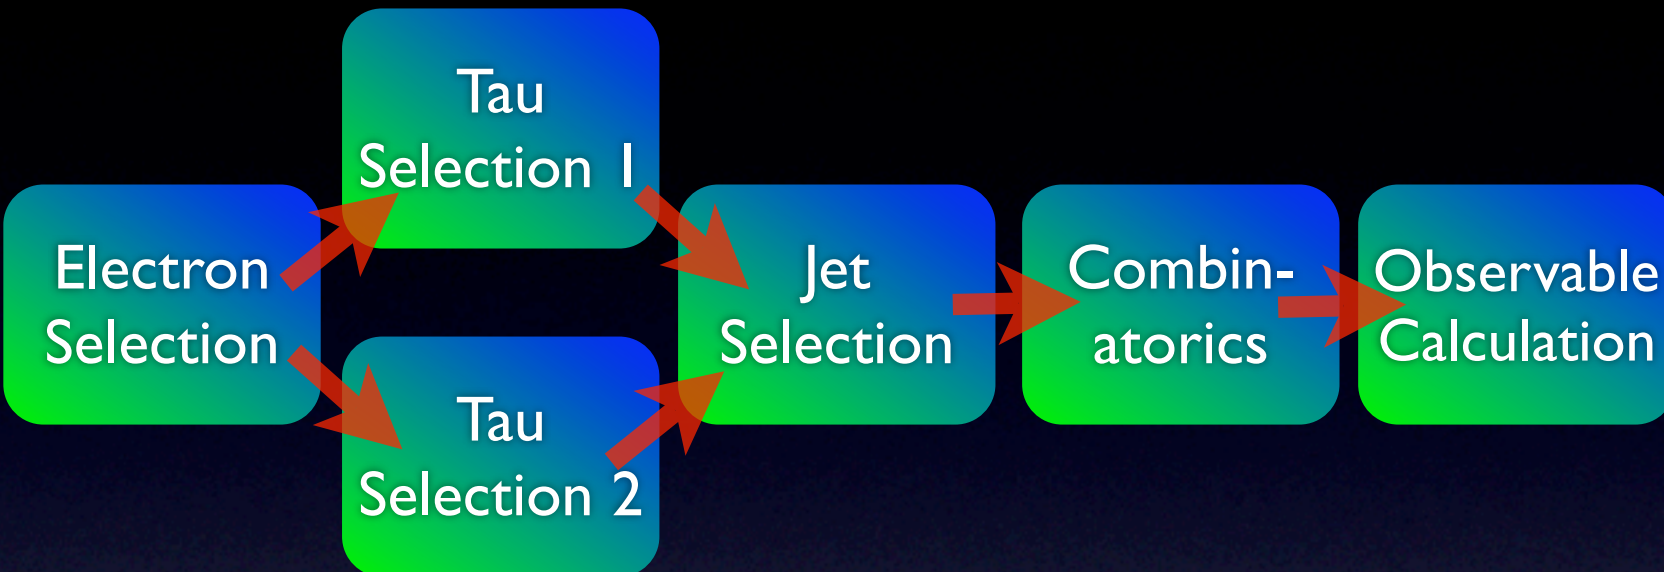 Tau
Selection 1
Electron
Selection
Tau
Selection 2
Jet
Selection
Combin-
atorics
Observable
Calculation